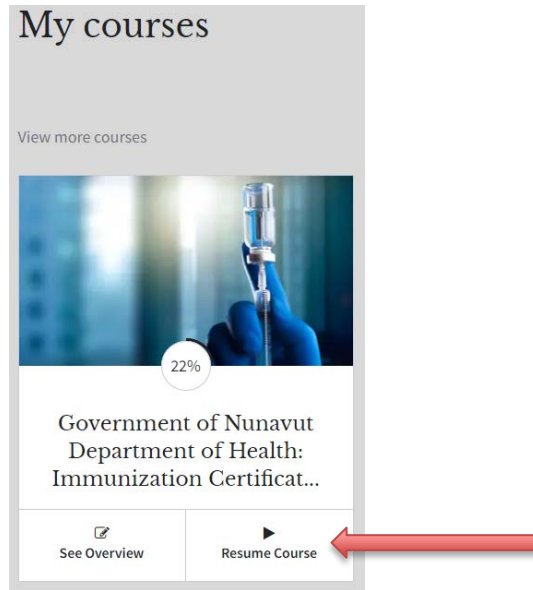 My courses
View more courses
22%
Government of Nunavut
Department of Health:
Immunization Certificat...
See Overview
Resume Course